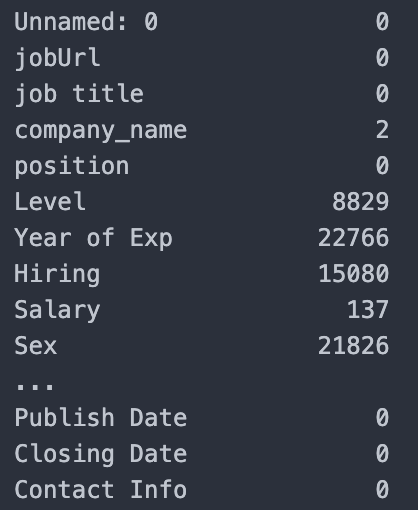 Unnamed: 0 0
jobUrl 0
job title 0
company_name 2
position 0
Level 8829
Year of Exp 22766
Hiring 15080
Salary 137
Sex 21826
...
Publish Date 0
Closing Date 0
Contact Info 0